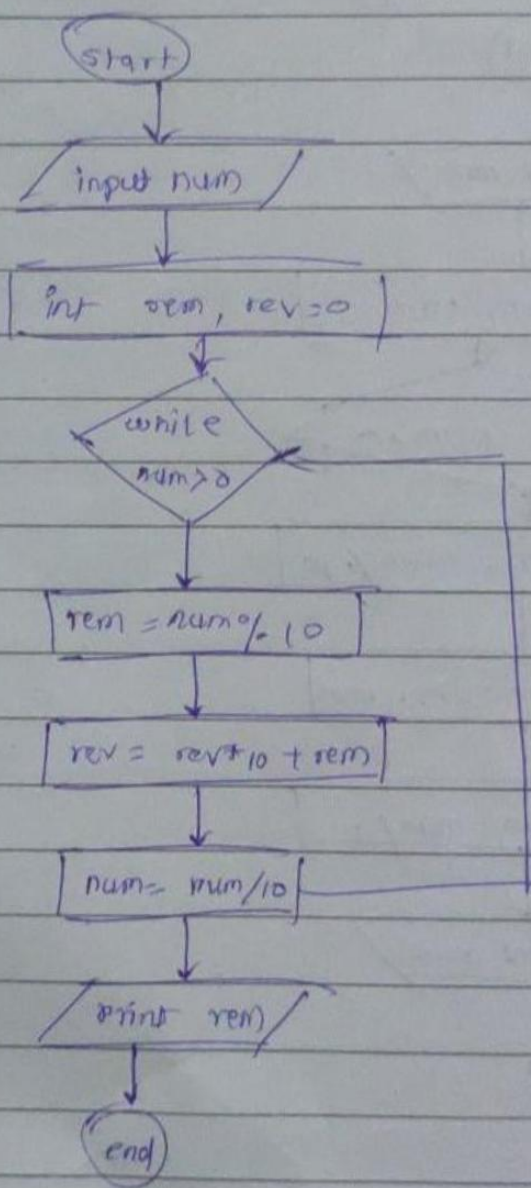 start
input num
int rem, rev=0
while
num>0
rem = num % 10
rev = rev*10 + rem
num = num/10
print rem
end